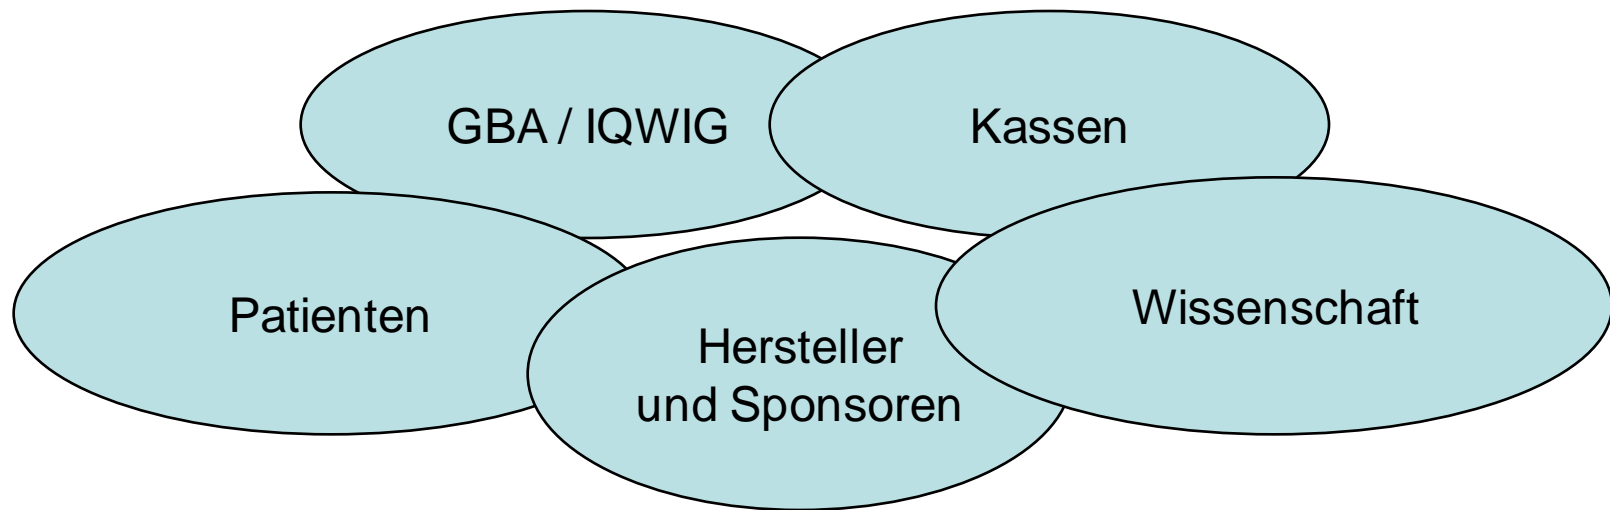 GBA / IQWIG
Kassen
Patienten
Hersteller
und Sponsoren
Wissenschaft